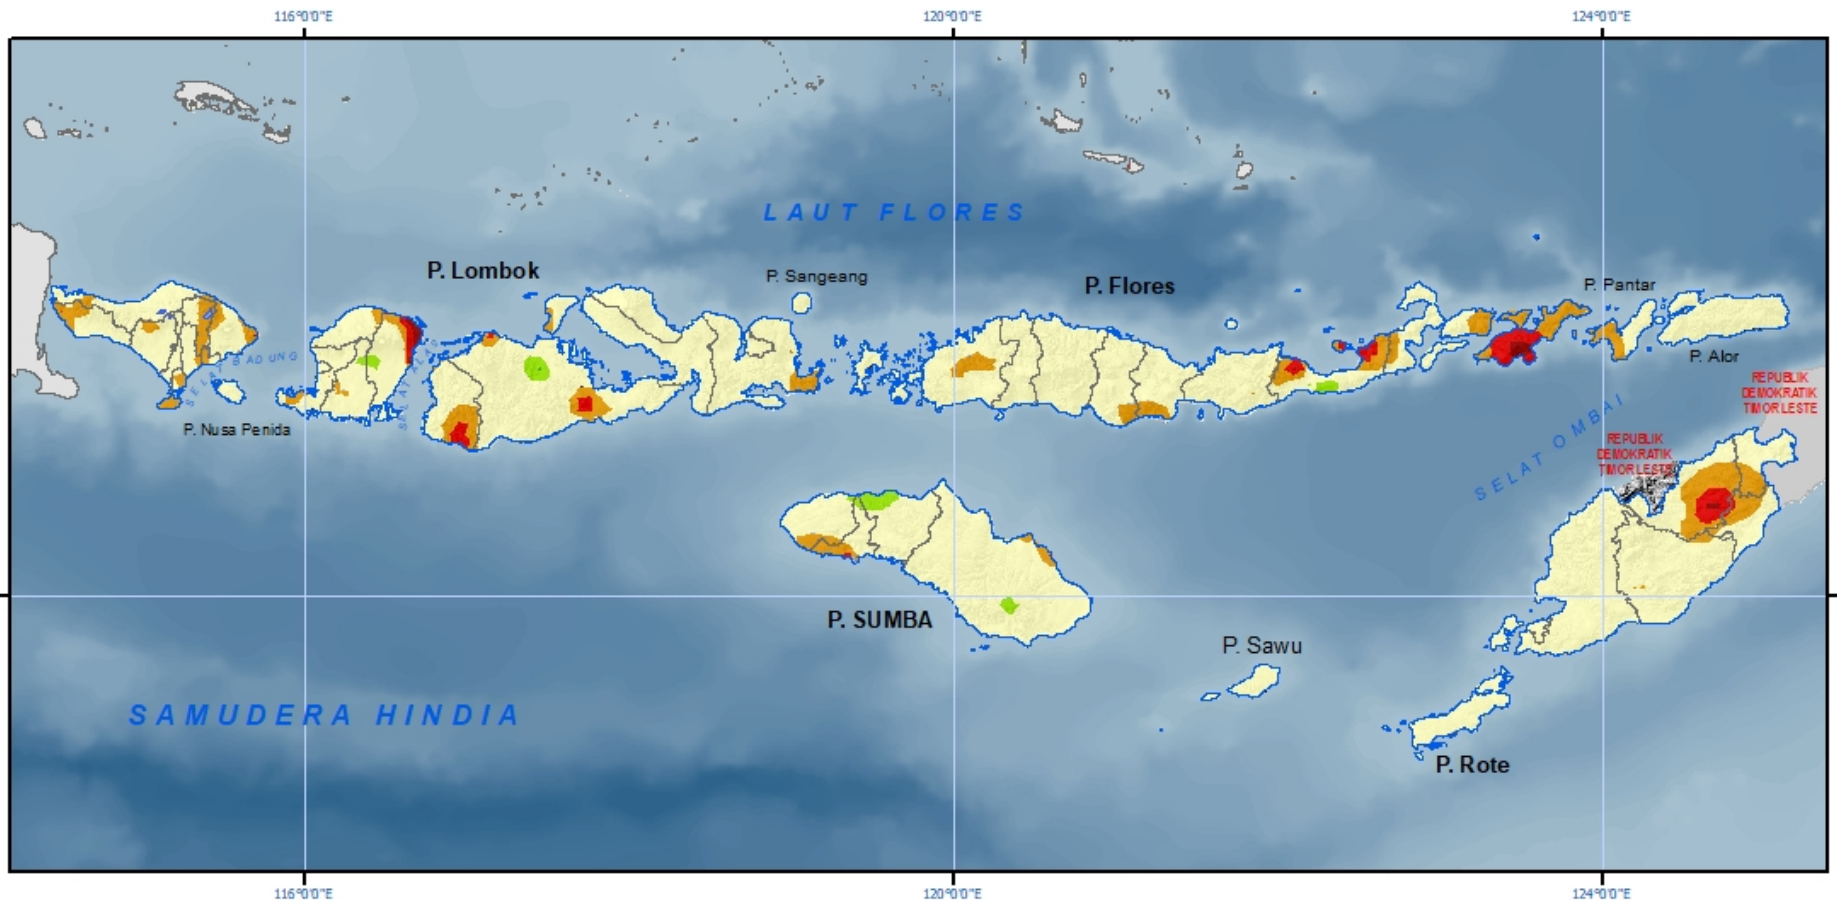 116°0'0"E
120°0'0"E
124°0'0"E
LAUT FLORES
P. Lombok
P. Sangeang
P. Flores
P. Pantar
P. Alor
SELAT BADUNG
SELAT ALAS
P. Nusa Penida
REPUBLIK
DEMOKRATIK
TIMOR LESTE
REPUBLIK
DEMOKRATIK
TIMOR LESTE
SELAT OMBAI
P. SUMBA
P. Sawu
SAMUDERA HINDIA
P. Rote
116°0'0"E
120°0'0"E
124°0'0"E